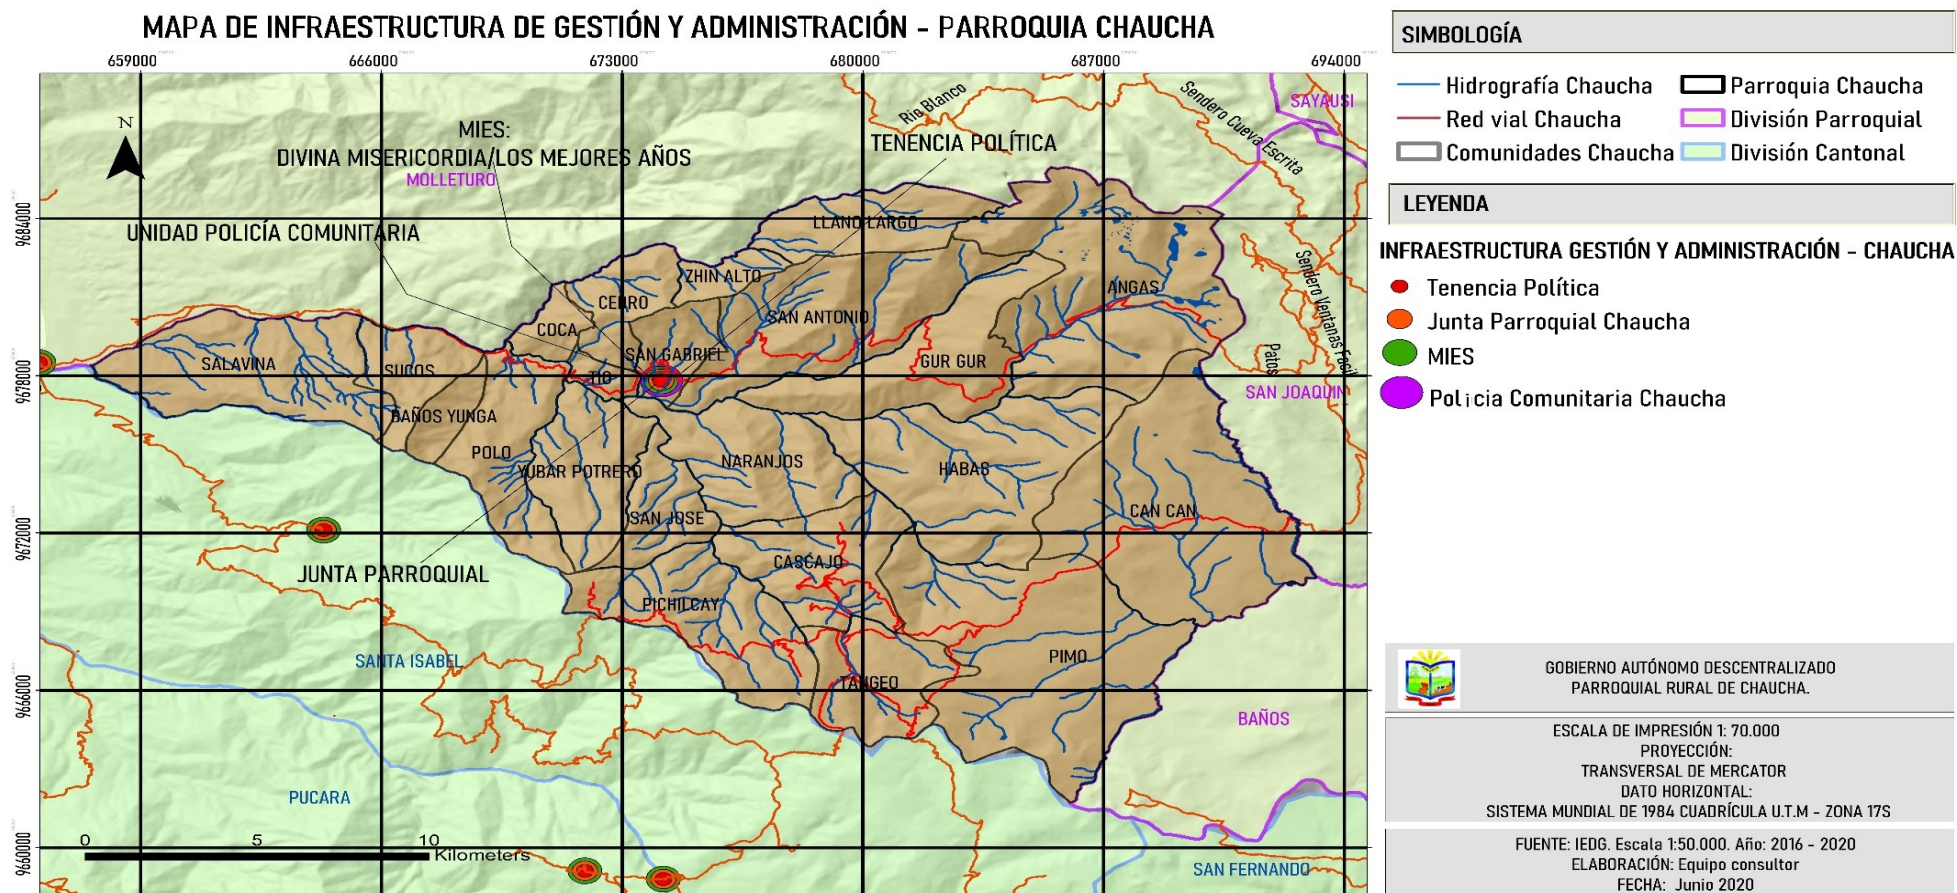 MAPA DE INFRAESTRUCTURA DE GESTIÓN Y ADMINISTRACIÓN - PARROQUIA CHAUCHA
659000 666000 673000 680000 687000 694000
9684000
9678000
9672000
9666000
9660000
N
MIES:
DIVINA MISERICORDIA/LOS MEJORES AÑOS
MOLLETURO
TENENCIA POLÍTICA
UNIDAD POLICÍA COMUNITARIA
JUNTA PARROQUIAL
Rio Blanco
Sendero Cueva Escrita
SAYAUSI
Sendero Ventanas Facil
Patos
SAN JOAQUIN
LLANO LARGO
ZHIN ALTO
CERRO
COCA
SAN ANTONIO
ANGAS
SAN GABRIEL
GUR GUR
SALAVINA
SUCOS
TIO
BAÑOS YUNGA
POLO
YUBAR POTRERO
NARANJOS
HABAS
SAN JOSE
CAN CAN
CASCAJO
PICHILCAY
PIMO
TANGEO
SANTA ISABEL
BAÑOS
PUCARA
SAN FERNANDO
0 5 10
Kilometers
SIMBOLOGÍA
Hidrografía Chaucha
Red vial Chaucha
Comunidades Chaucha
Parroquia Chaucha
División Parroquial
División Cantonal
LEYENDA
INFRAESTRUCTURA GESTIÓN Y ADMINISTRACIÓN - CHAUCHA
Tenencia Política
Junta Parroquial Chaucha
MIES
Policia Comunitaria Chaucha
GOBIERNO AUTÓNOMO DESCENTRALIZADO
PARROQUIAL RURAL DE CHAUCHA.
ESCALA DE IMPRESIÓN 1: 70.000
PROYECCIÓN:
TRANSVERSAL DE MERCATOR
DATO HORIZONTAL:
SISTEMA MUNDIAL DE 1984 CUADRÍCULA U.T.M - ZONA 17S
FUENTE: IEDG. Escala 1:50.000. Año: 2016 - 2020
ELABORACIÓN: Equipo consultor
FECHA: Junio 2020